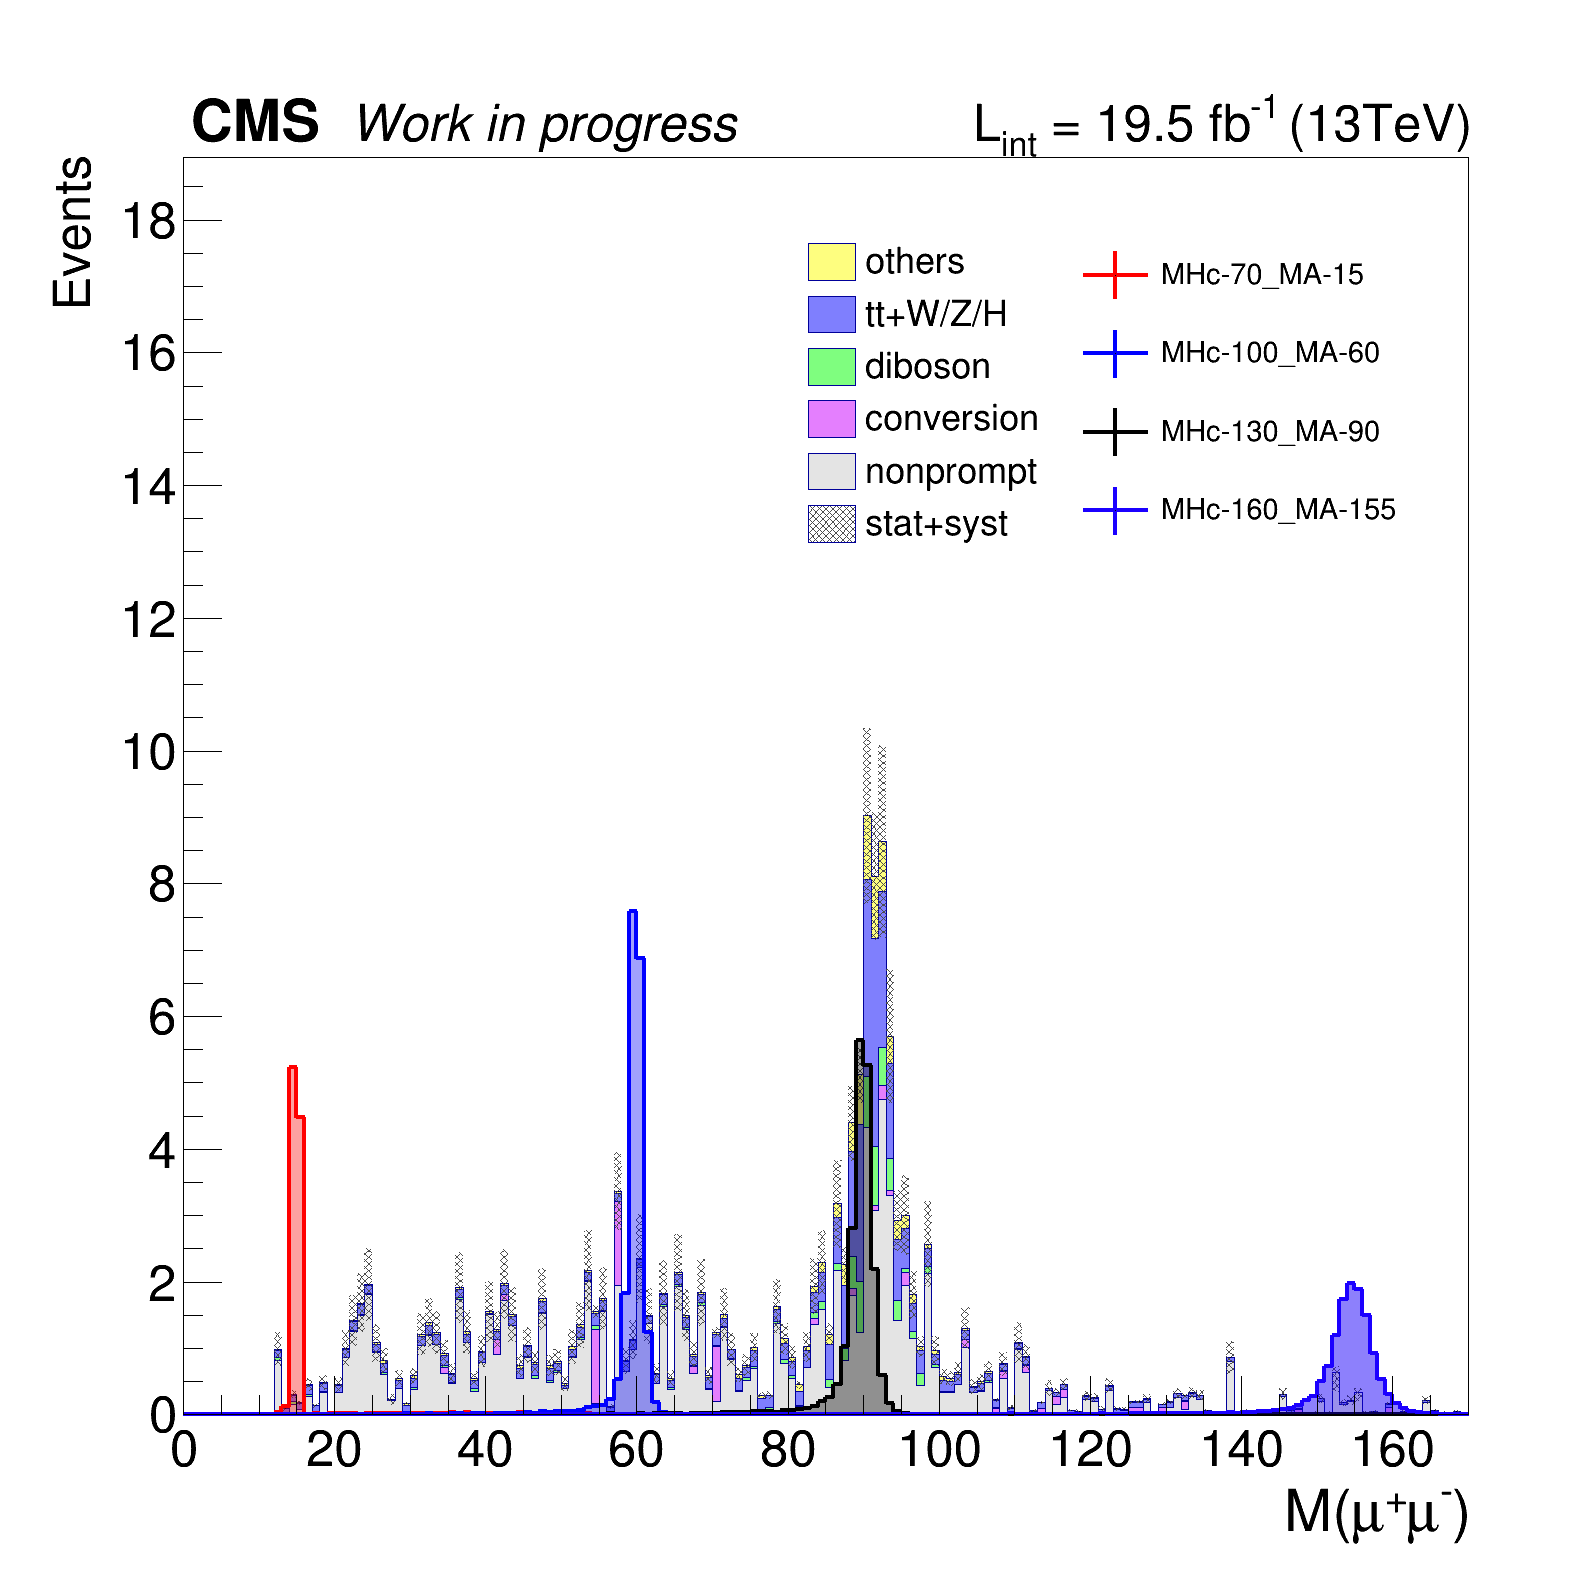 CMS Work in progress
L_int = 19.5 fb^-1 (13TeV)
Events
18
16
14
12
10
8
6
4
2
0
others
tt+W/Z/H
diboson
conversion
nonprompt
stat+syst
MHc-70_MA-15
MHc-100_MA-60
MHc-130_MA-90
MHc-160_MA-155
0 20 40 60 80 100 120 140 160
M(μ⁺μ⁻)